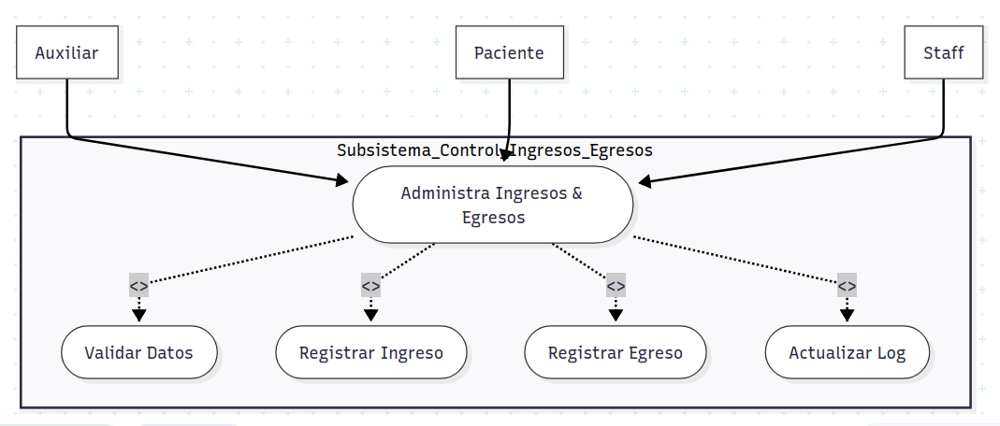 Auxiliar
Paciente
Staff
Subsistema_Control_Ingresos_Egresos
Administra Ingresos &
Egresos
<>
<>
<>
<>
Validar Datos
Registrar Ingreso
Registrar Egreso
Actualizar Log